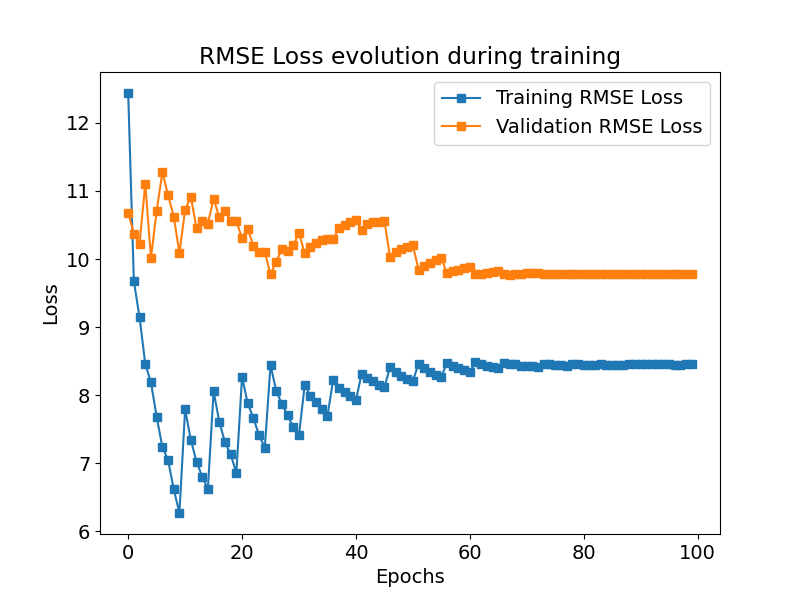 RMSE Loss evolution during training
Training RMSE Loss
Validation RMSE Loss
12
11
10
9
8
7
6
Loss
0 20 40 60 80 100
Epochs